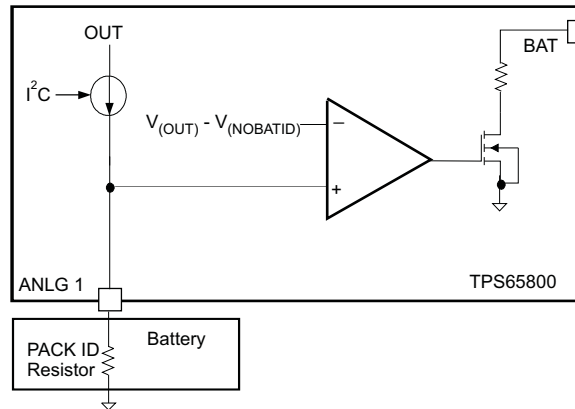 OUT
BAT
I²C
V(OUT) - V(NOBATID)
−
+
ANLG 1
TPS65800
Battery
PACK ID
Resistor